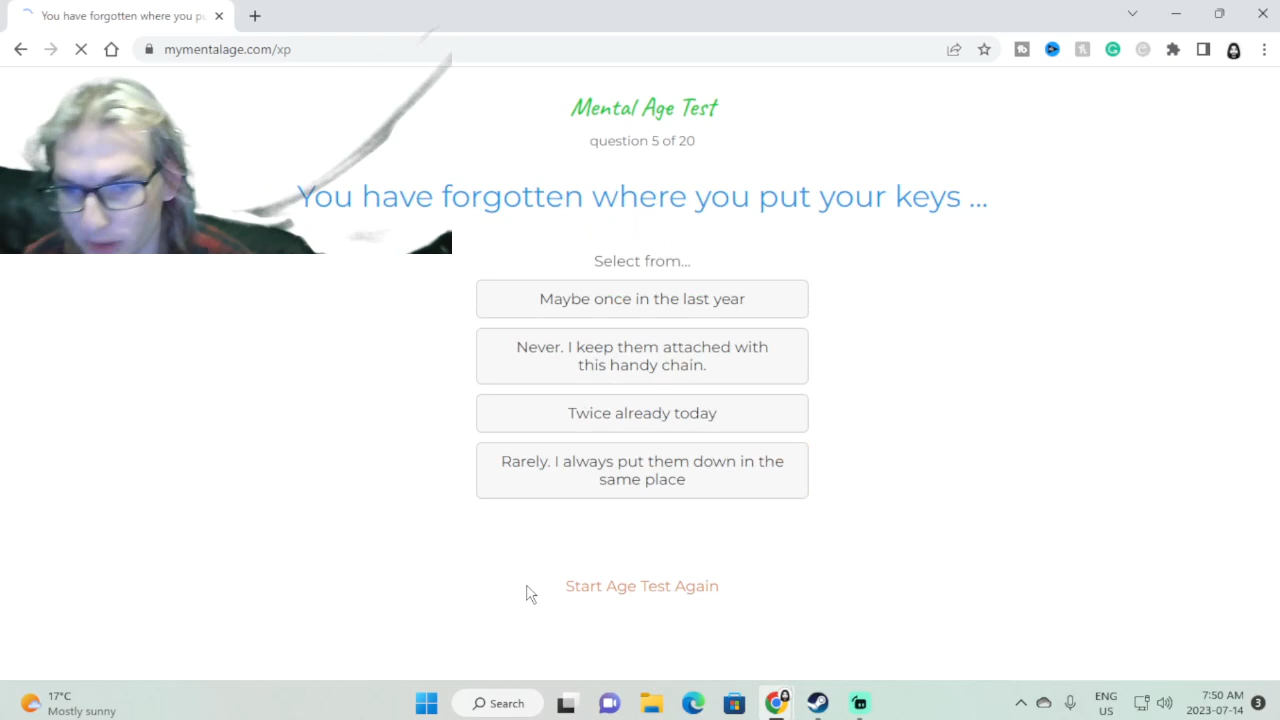 You have forgotten where you pu
mymentalage.com/xp
Mental Age Test
question 5 of 20
You have forgotten where you put your keys ...
Select from...
Maybe once in the last year
Never. I keep them attached with
this handy chain.
Twice already today
Rarely. I always put them down in the
same place
Start Age Test Again
17°C
Mostly sunny
Search
ENG
US
7:50 AM
2023-07-14
3